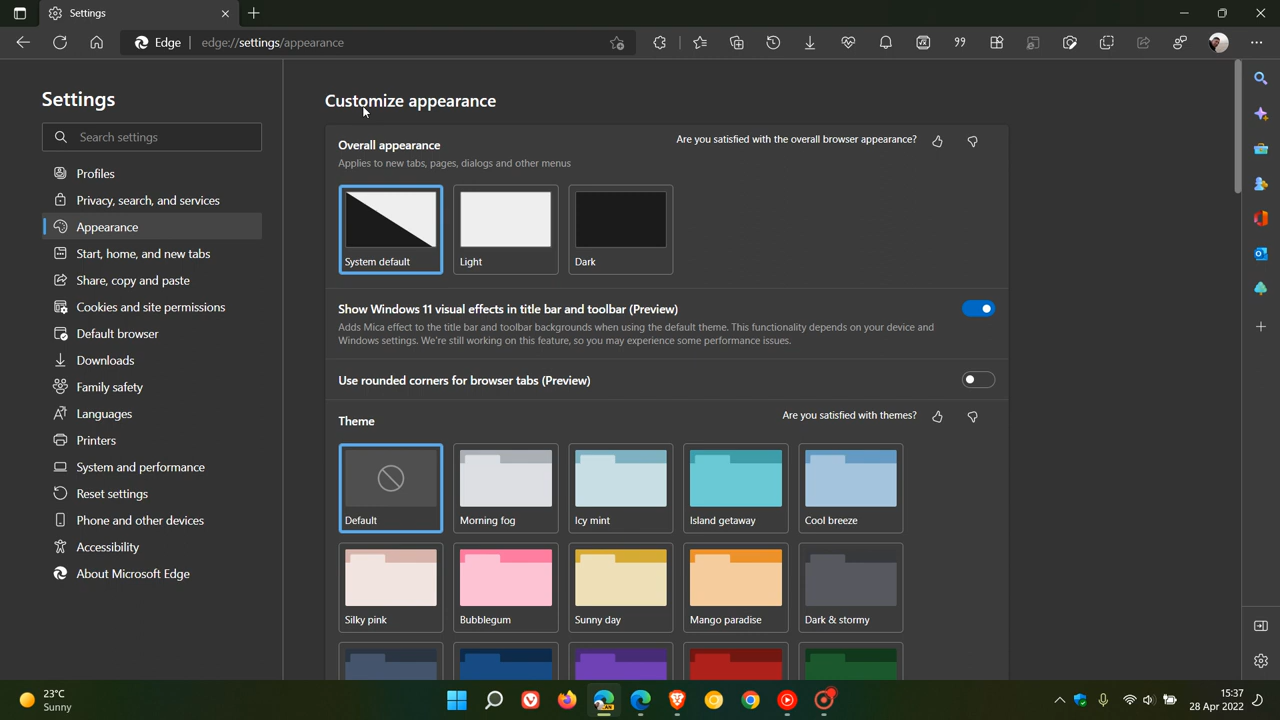 Settings
Edge
edge://settings/appearance
Settings
Search settings
Profiles
Privacy, search, and services
Appearance
Start, home, and new tabs
Share, copy and paste
Cookies and site permissions
Default browser
Downloads
Family safety
Languages
Printers
System and performance
Reset settings
Phone and other devices
Accessibility
About Microsoft Edge
Customize appearance
Overall appearance
Are you satisfied with the overall browser appearance?
Applies to new tabs, pages, dialogs and other menus
System default
Light
Dark
Show Windows 11 visual effects in title bar and toolbar (Preview)
Adds Mica effect to the title bar and toolbar backgrounds when using the default theme. This functionality depends on your device and
Windows settings. We're still working on this feature, so you may experience some performance issues.
Use rounded corners for browser tabs (Preview)
Theme
Are you satisfied with themes?
Default
Morning fog
Icy mint
Island getaway
Cool breeze
Silky pink
Bubblegum
Sunny day
Mango paradise
Dark & stormy
23°C
Sunny
CAN
15:37
28 Apr 2022